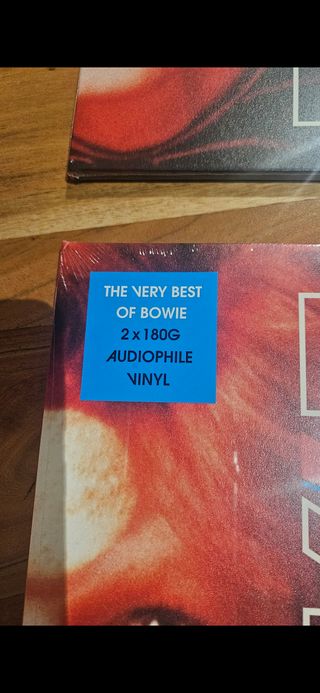 THE VERY BEST
OF BOWIE
2 x 180G
AUDIOPHILE
VINYL